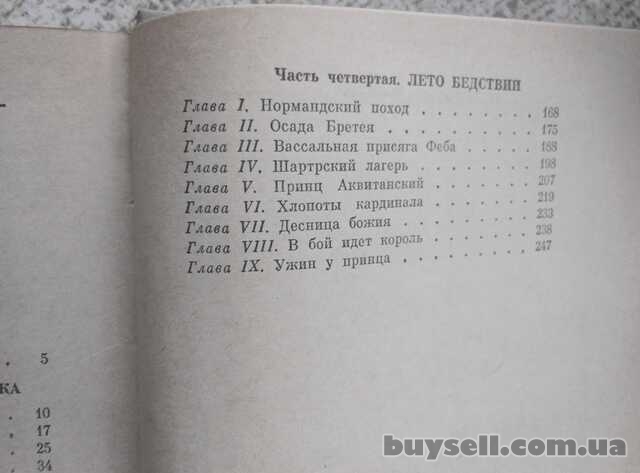 Часть четвертая. ЛЕТО БЕДСТВИЙ
Глава I. Нормандский поход . . . . . . . 168
Глава II. Осада Бретея . . . . . . . . 175
Глава III. Вассальная присяга Феба . . . . . 188
Глава IV. Шартрский лагерь . . . . . . . 198
Глава V. Принц Аквитанский . . . . . . . 207
Глава VI. Хлопоты кардинала . . . . . . 219
Глава VII. Десница божия . . . . . . . . 233
Глава VIII. В бой идет король . . . . . . 238
Глава IX. Ужин у принца . . . . . . . . 247
. 5
КА
. 10
. 17
. 25
. 34
buysell.com.ua